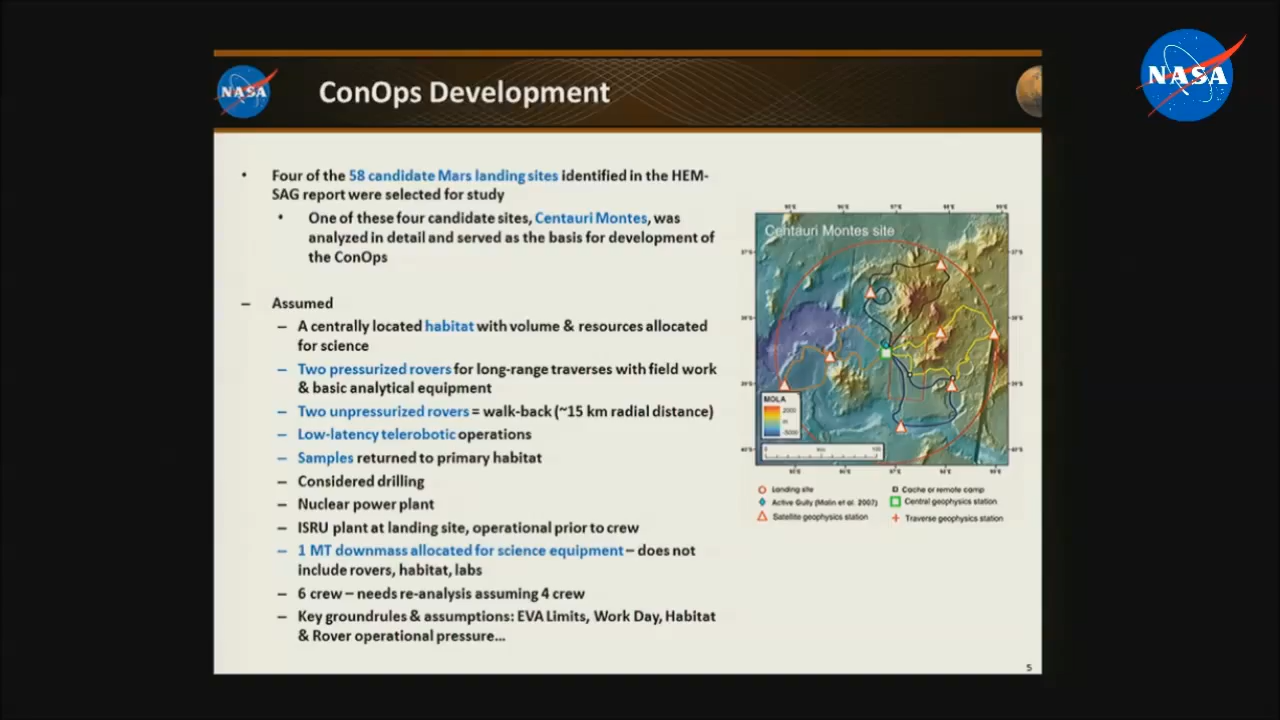 NASA
NASA
ConOps Development
• Four of the 58 candidate Mars landing sites identified in the HEM-
SAG report were selected for study
• One of these four candidate sites, Centauri Montes, was
analyzed in detail and served as the basis for development of
the ConOps
– Assumed
– A centrally located habitat with volume & resources allocated
for science
– Two pressurized rovers for long-range traverses with field work
& basic analytical equipment
– Two unpressurized rovers = walk-back (~15 km radial distance)
– Low-latency telerobotic operations
– Samples returned to primary habitat
– Considered drilling
– Nuclear power plant
– ISRU plant at landing site, operational prior to crew
– 1 MT downmass allocated for science equipment – does not
include rovers, habitat, labs
– 6 crew – needs re-analysis assuming 4 crew
– Key groundrules & assumptions: EVA Limits, Work Day, Habitat
& Rover operational pressure...
Centauri Montes site
MOLA
2000
m
-5000
0 km 100
Landing site
Cache or remote camp
Active Gully (Malin et al. 2007)
Central geophysics station
Satellite geophysics station
Traverse geophysics station
5